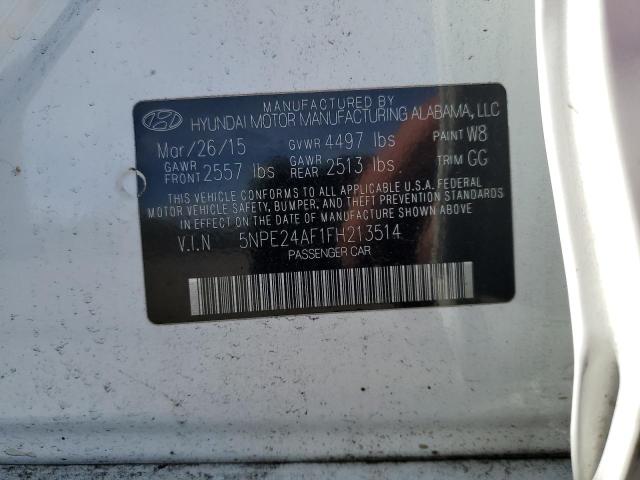 MANUFACTURED BY
HYUNDAI MOTOR MANUFACTURING ALABAMA, LLC
Mar/26/15 GVWR 4497 lbs PAINT W8
GAWR FRONT 2557 lbs GAWR REAR 2513 lbs TRIM GG
THIS VEHICLE CONFORMS TO ALL APPLICABLE U.S.A. FEDERAL
MOTOR VEHICLE SAFETY, BUMPER, AND THEFT PREVENTION STANDARDS
IN EFFECT ON THE DATE OF MANUFACTURE SHOWN ABOVE.
V.I.N 5NPE24AF1FH213514
PASSENGER CAR